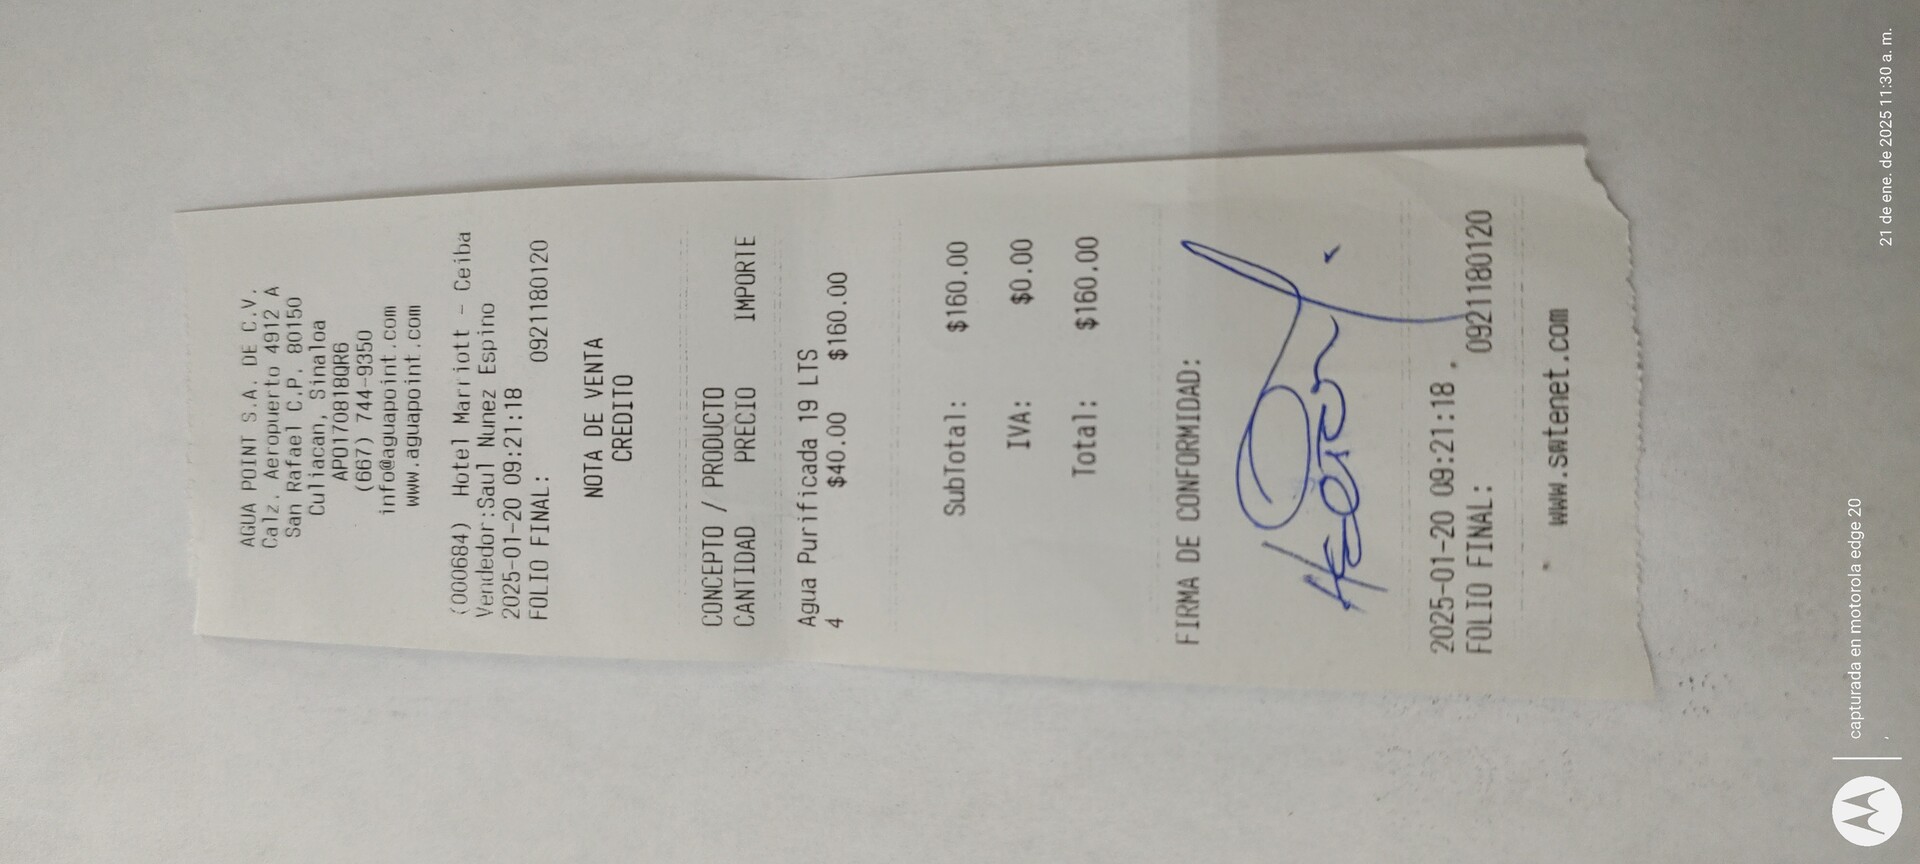 AGUA POINT S.A. DE C.V.
Calz. Aeropuerto 4912 A
San Rafael C.P. 80150
Culiacan, Sinaloa
APO170818QR6
(667) 744-9350
info@aguapoint.com
www.aguapoint.com
(000684) Hotel Marriott - Ceiba
Vendedor:Saul Nunez Espino
2025-01-20 09:21:18
FOLIO FINAL: 09211180120
NOTA DE VENTA
CREDITO
CONCEPTO / PRODUCTO
CANTIDAD PRECIO IMPORTE
Agua Purificada 19 LTS
4 $40.00 $160.00
SubTotal: $160.00
IVA: $0.00
Total: $160.00
FIRMA DE CONFORMIDAD:
2025-01-20 09:21:18
FOLIO FINAL: 09211180120
www.smtenet.com
capturada en motorola edge 20
21 de ene. de 2025 11:30 a. m.